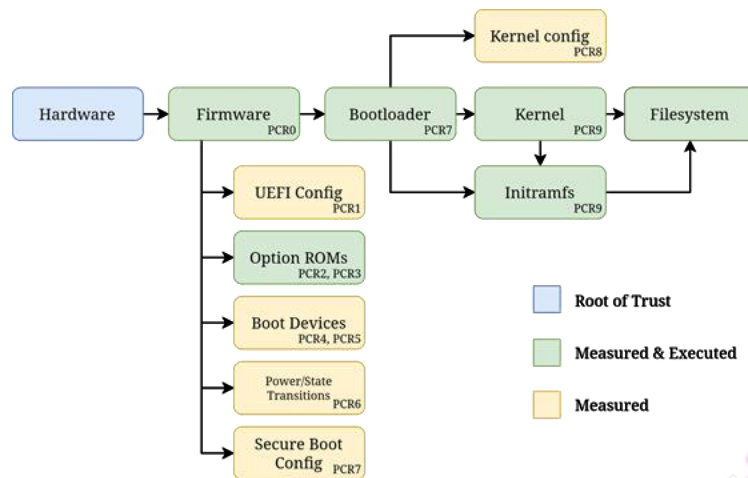 Kernel config
PCR8
Hardware
Firmware
PCR0
Bootloader
PCR7
Kernel
PCR9
Filesystem
UEFI Config
PCR1
Initramfs
PCR9
Option ROMs
PCR2, PCR3
Boot Devices
PCR4, PCR5
Power/State
Transitions
PCR6
Secure Boot
Config
PCR7
Root of Trust
Measured & Executed
Measured